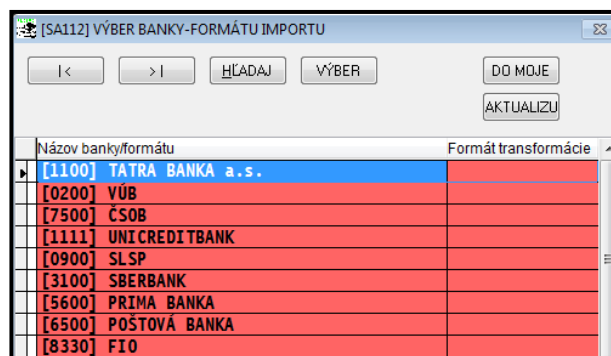 [SA112] VÝBER BANKY-FORMÁTU IMPORTU
|< >| HĽADAJ VÝBER DO MOJE
AKTUALIZU
Názov banky/formátu Formát transformácie
[1100] TATRA BANKA a.s.
[0200] VÚB
[7500] ČSOB
[1111] UNICREDITBANK
[0900] SLSP
[3100] SBERBANK
[5600] PRIMA BANKA
[6500] POŠTOVÁ BANKA
[8330] FIO